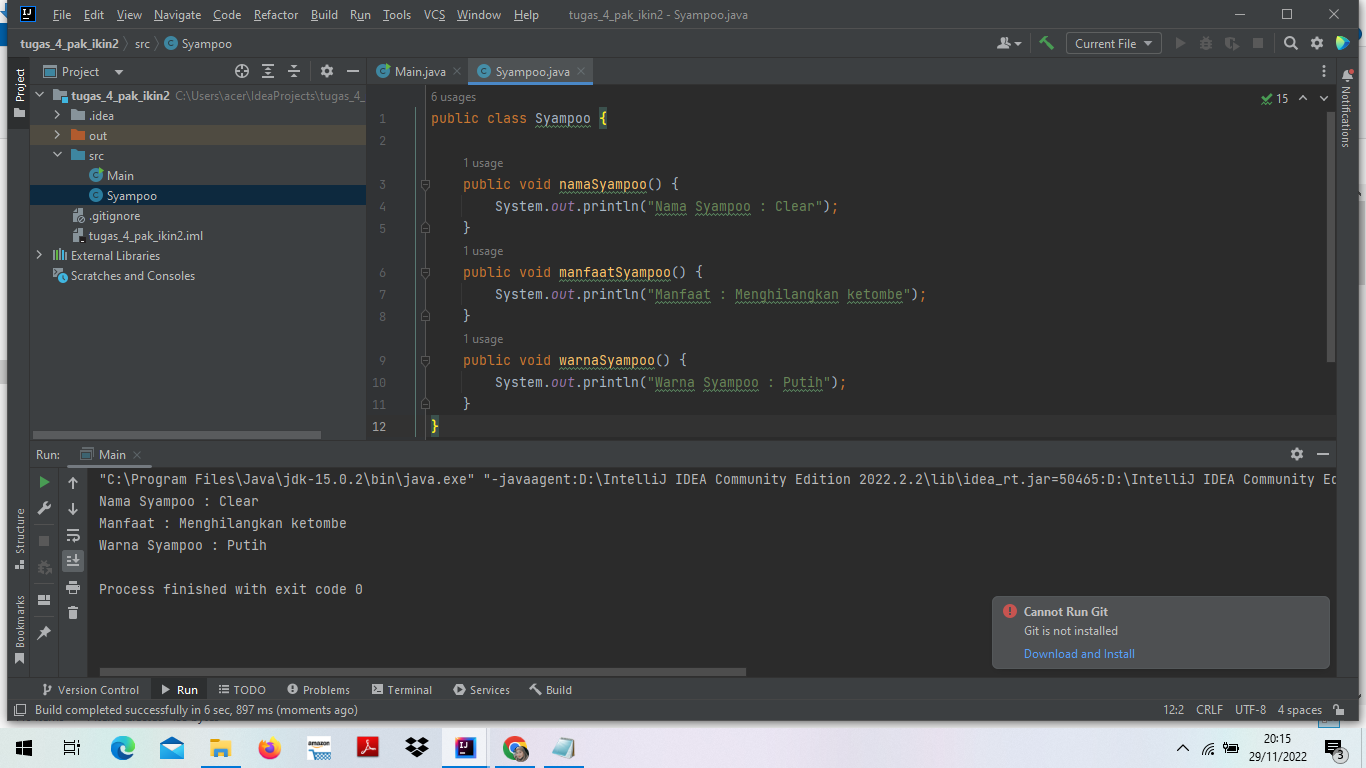 File Edit View Navigate Code Refactor Build Run Tools VCS Window Help tugas_4_pak_ikin2 - Syampoo.java
tugas_4_pak_ikin2 src Syampoo Current File
Project Main.java Syampoo.java
Project
Notifications
tugas_4_pak_ikin2 C:\Users\acer\IdeaProjects\tugas_4_
.idea
out
src
Main
Syampoo
.gitignore
tugas_4_pak_ikin2.iml
External Libraries
Scratches and Consoles
6 usages
15
1 public class Syampoo {
2
1 usage
3 public void namaSyampoo() {
4 System.out.println("Nama Syampoo : Clear");
5 }
1 usage
6 public void manfaatSyampoo() {
7 System.out.println("Manfaat : Menghilangkan ketombe");
8 }
1 usage
9 public void warnaSyampoo() {
10 System.out.println("Warna Syampoo : Putih");
11 }
12 }
Run: Main
"C:\Program Files\Java\jdk-15.0.2\bin\java.exe" "-javaagent:D:\IntelliJ IDEA Community Edition 2022.2.2\lib\idea_rt.jar=50465:D:\IntelliJ IDEA Community Ed
Nama Syampoo : Clear
Manfaat : Menghilangkan ketombe
Warna Syampoo : Putih
Process finished with exit code 0
Structure
Bookmarks
Cannot Run Git
Git is not installed
Download and Install
Version Control Run TODO Problems Terminal Services Build
Build completed successfully in 6 sec, 897 ms (moments ago) 12:2 CRLF UTF-8 4 spaces
amazon
20:15
29/11/2022
3